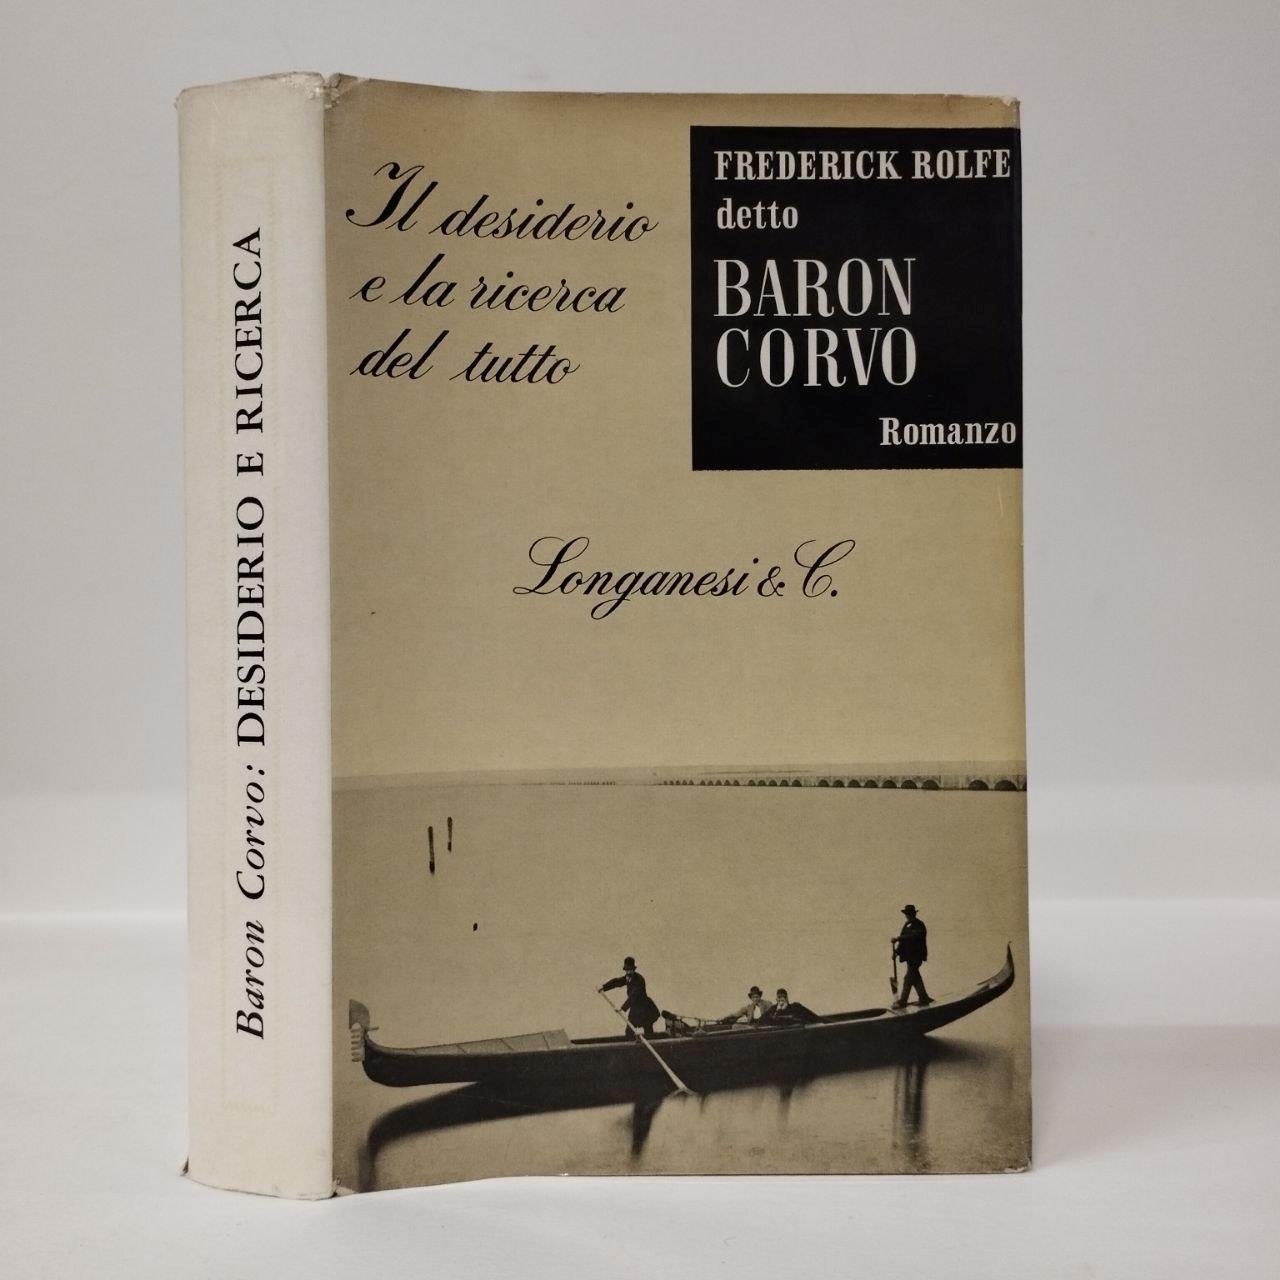 Baron Corvo: DESIDERIO E RICERCA
Il desiderio
e la ricerca
del tutto
FREDERICK ROLFE
detto
BARON
CORVO
Romanzo
Longanesi & C.